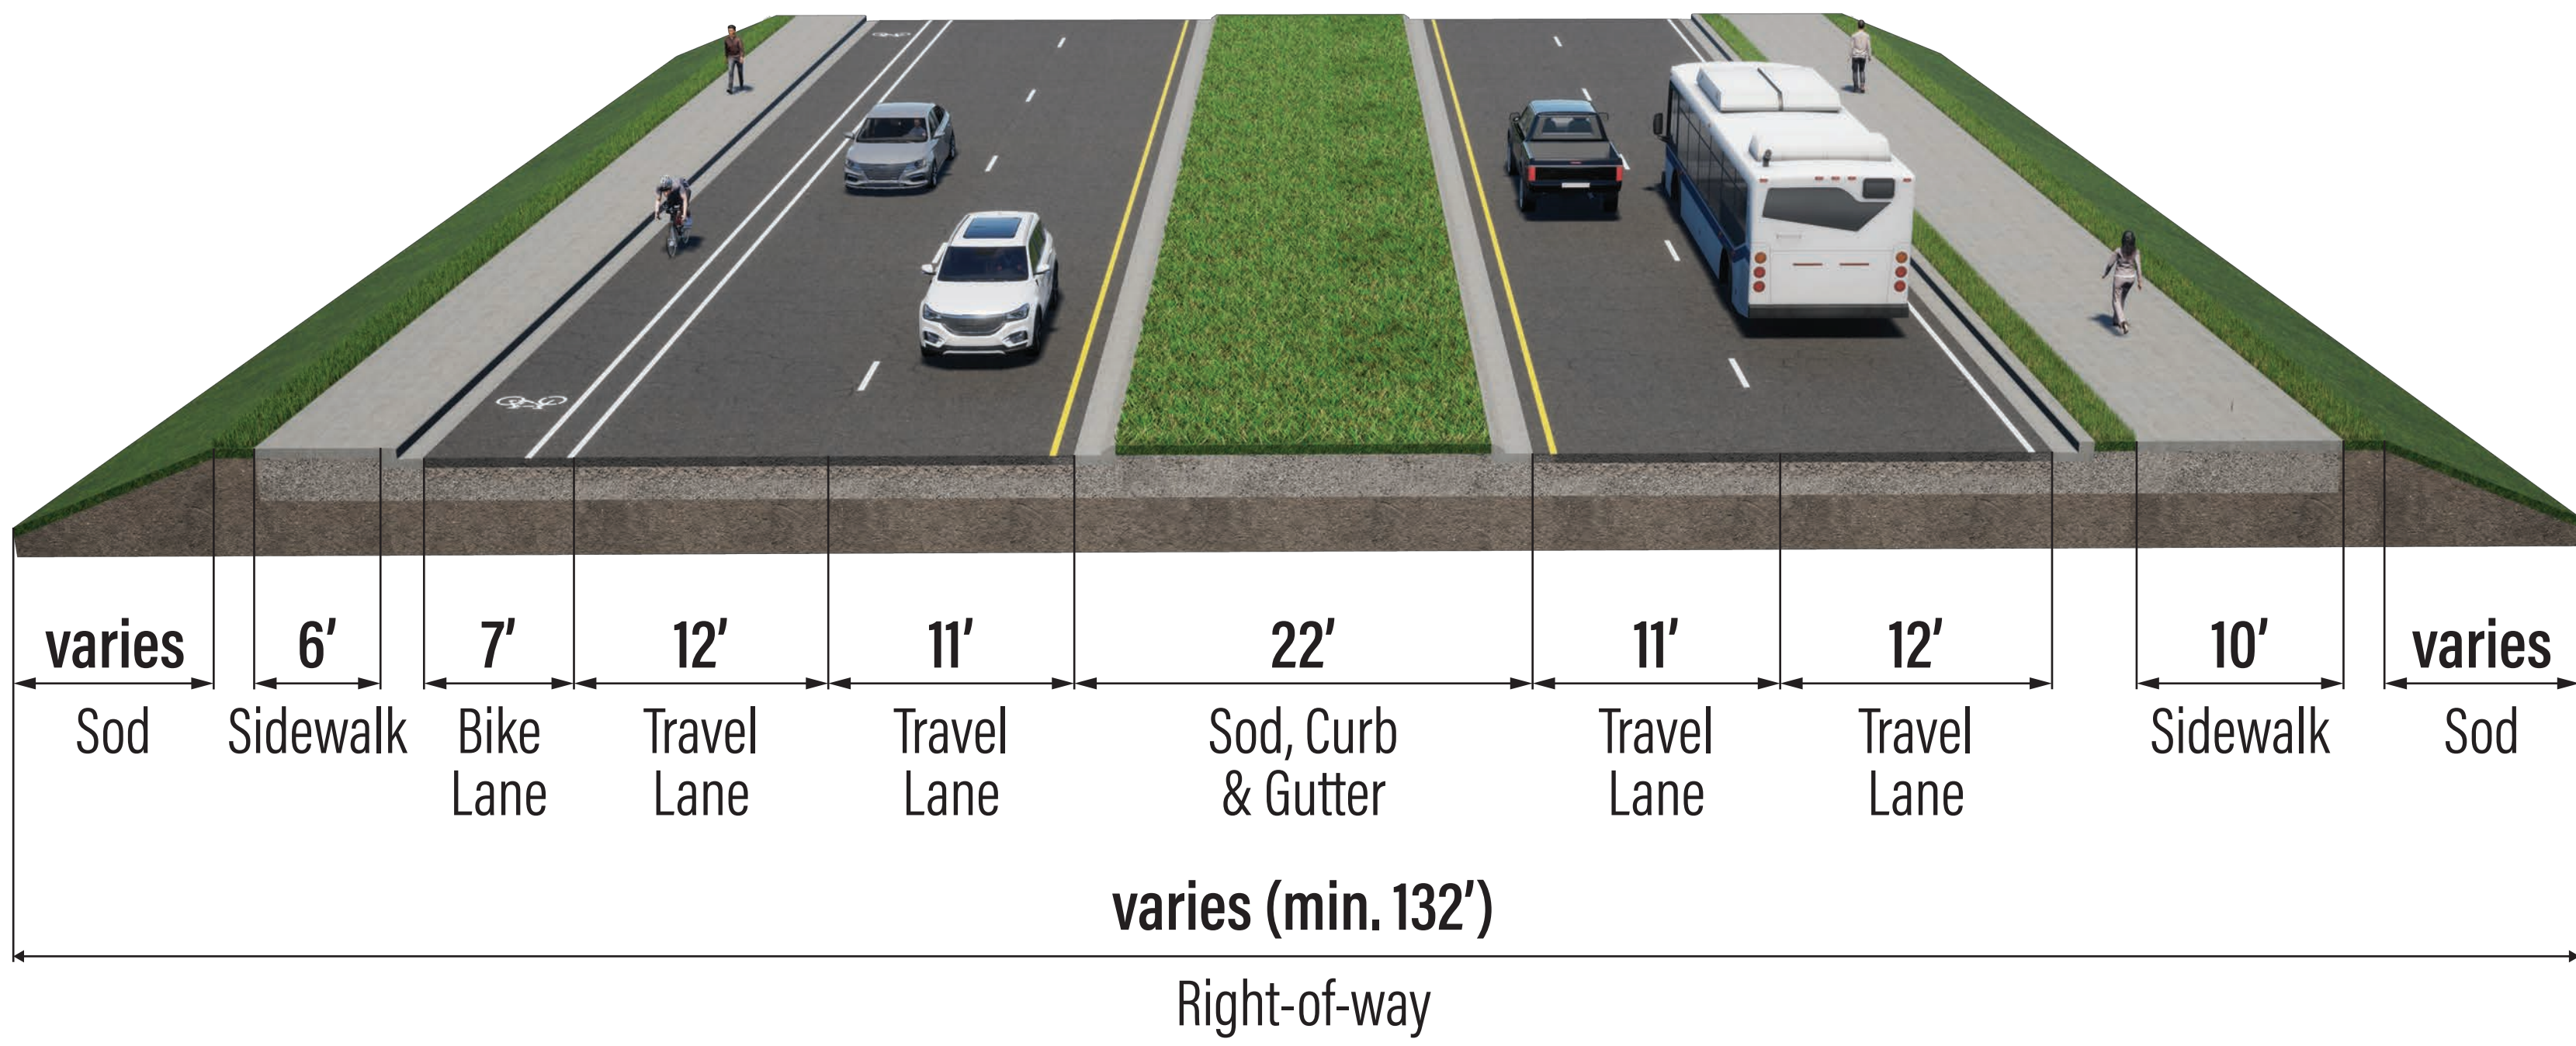 varies 6′ 7′ 12′ 11′ 22′ 11′ 12′ 10′ varies
Sod Sidewalk Bike Travel Travel Sod, Curb Travel Travel Sidewalk Sod
Lane Lane Lane & Gutter Lane Lane
varies (min. 132′)
Right-of-way